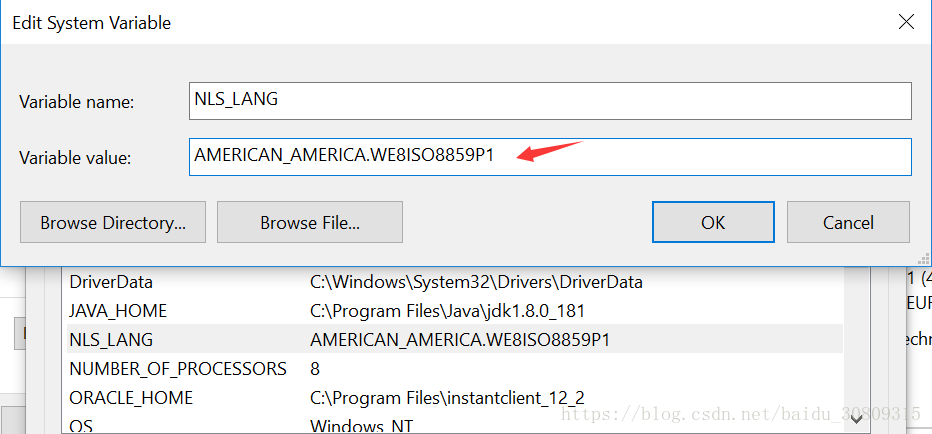 Edit System Variable
Variable name: NLS_LANG
Variable value: AMERICAN_AMERICA.WE8ISO8859P1
Browse Directory... Browse File... OK Cancel
DriverData C:\Windows\System32\Drivers\DriverData
JAVA_HOME C:\Program Files\Java\jdk1.8.0_181
NLS_LANG AMERICAN_AMERICA.WE8ISO8859P1
NUMBER_OF_PROCESSORS 8
ORACLE_HOME C:\Program Files\instantclient_12_2
OS Windows_NT
1 (4
EUF
echr
https://blog.csdn.net/baidu_30809315